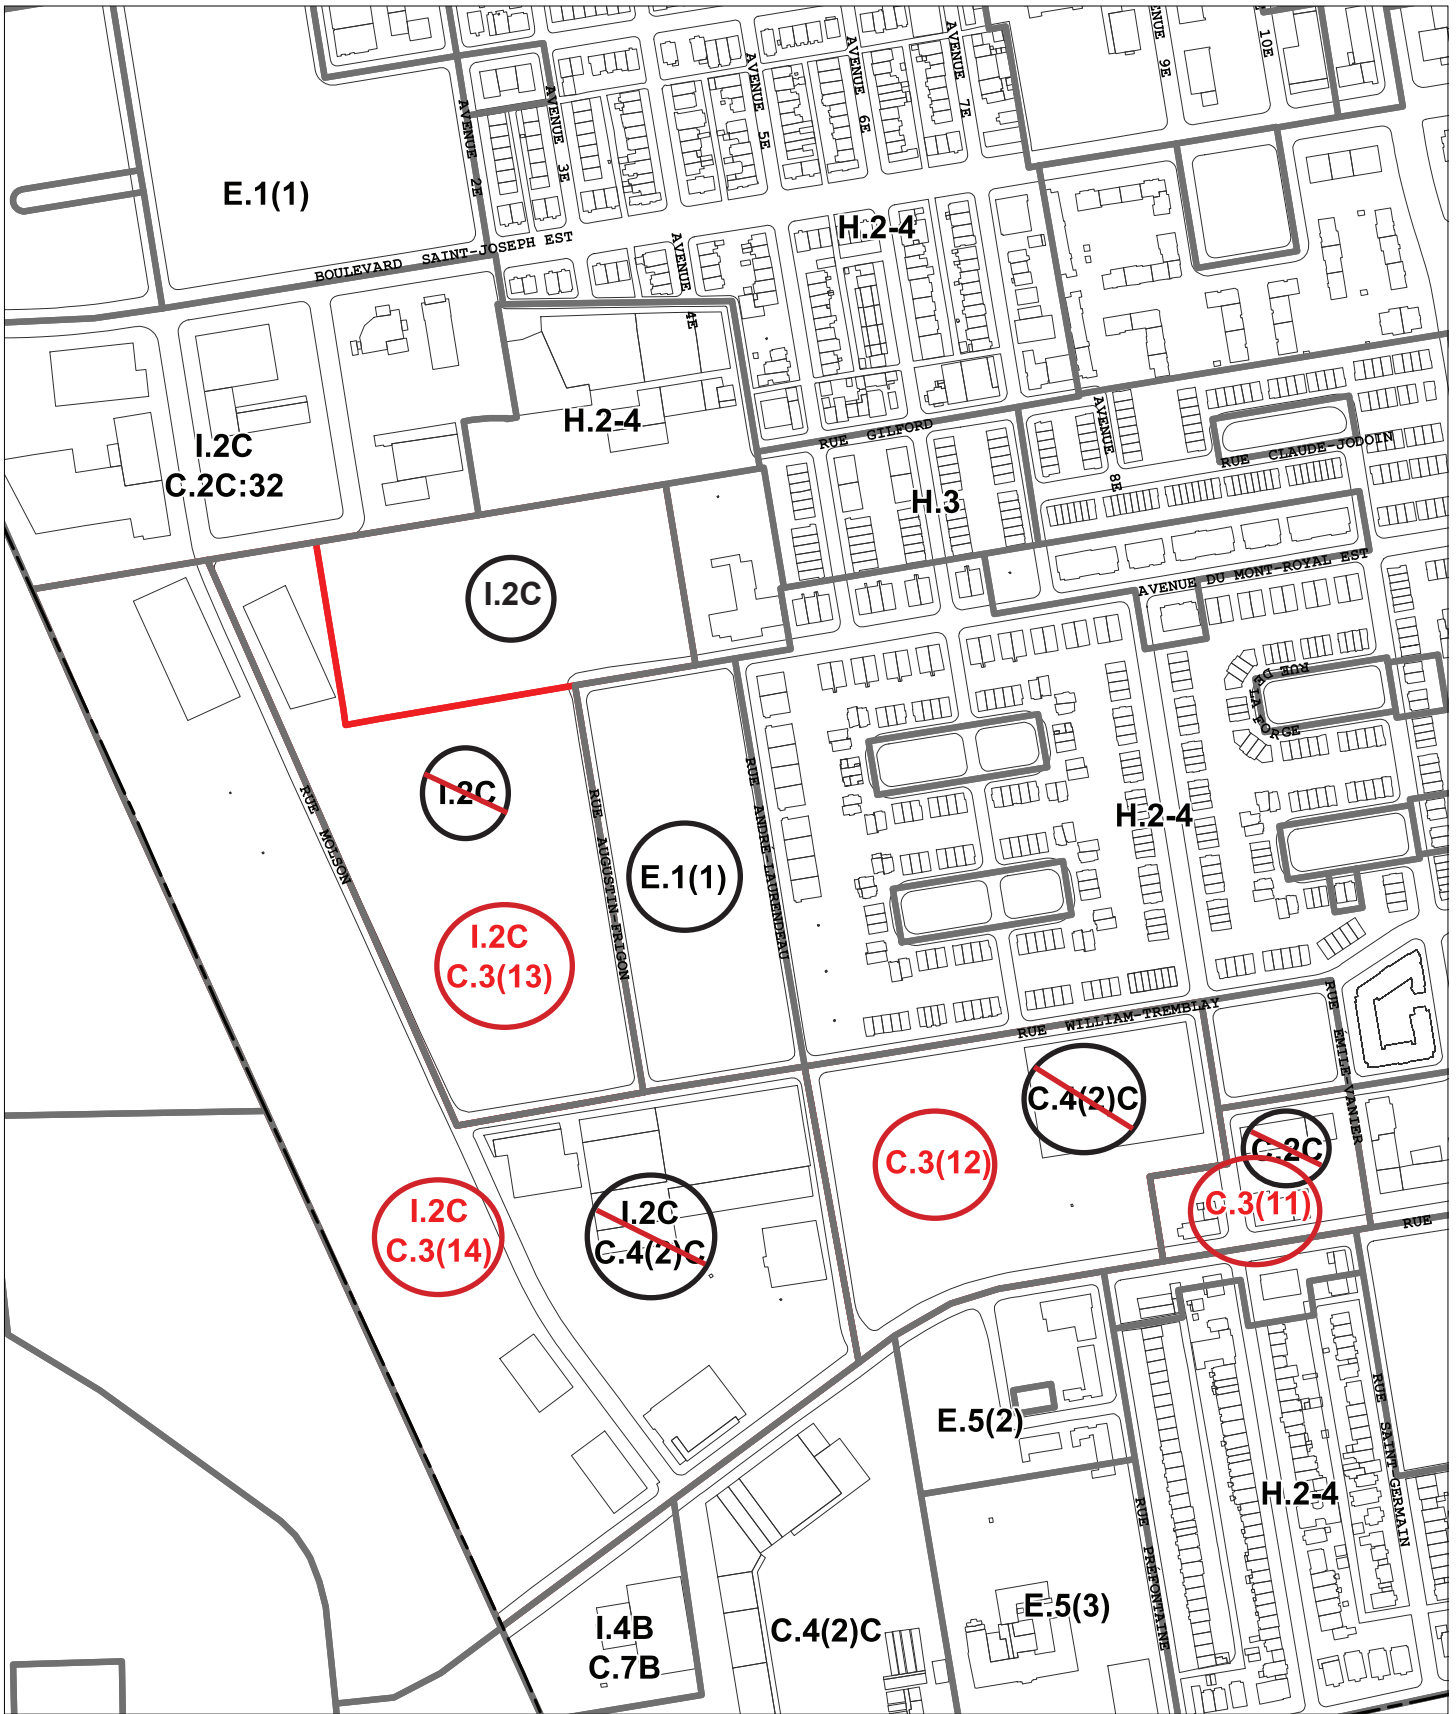 AVENUE 2E
AVENUE 3E
AVENUE 5E
AVENUE 6E
AVENUE 7E
ENUE 9E
10E
E.1(1)
BOULEVARD SAINT-JOSEPH EST
AVENUE 4E
H.2-4
H.2-4
I.2C
C.2C:32
RUE GILFORD
AVENUE 8E
RUE CLAUDE-JODOIN
H.3
I.2C
AVENUE DU MONT-ROYAL EST
RUE DE LA FORGE
RUE MOLSON
I.2C
RUE AUGUSTIN-FRIGON
E.1(1)
RUE ANDRÉ-LAURENDEAU
H.2-4
I.2C
C.3(13)
RUE WILLIAM-TREMBLAY
RUE ÉMILE-VANIER
C.4(2)C
C.3(12)
C.2C
C.3(11)
RUE
I.2C
C.3(14)
I.2C
C.4(2)C
E.5(2)
RUE SAINT-GERMAIN
H.2-4
RUE PRÉFONTAINE
E.5(3)
I.4B
C.7B
C.4(2)C